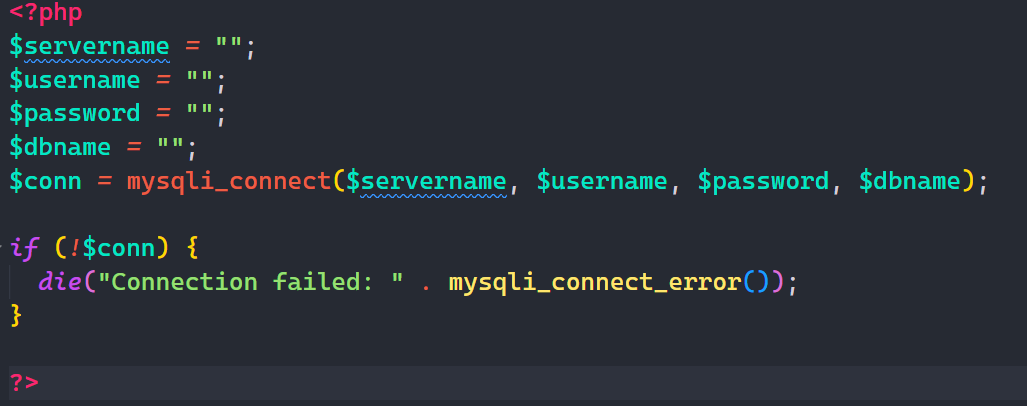 <?php
$servername = "";
$username = "";
$password = "";
$dbname = "";
$conn = mysqli_connect($servername, $username, $password, $dbname);
if (!$conn) {
die("Connection failed: " . mysqli_connect_error());
}
?>